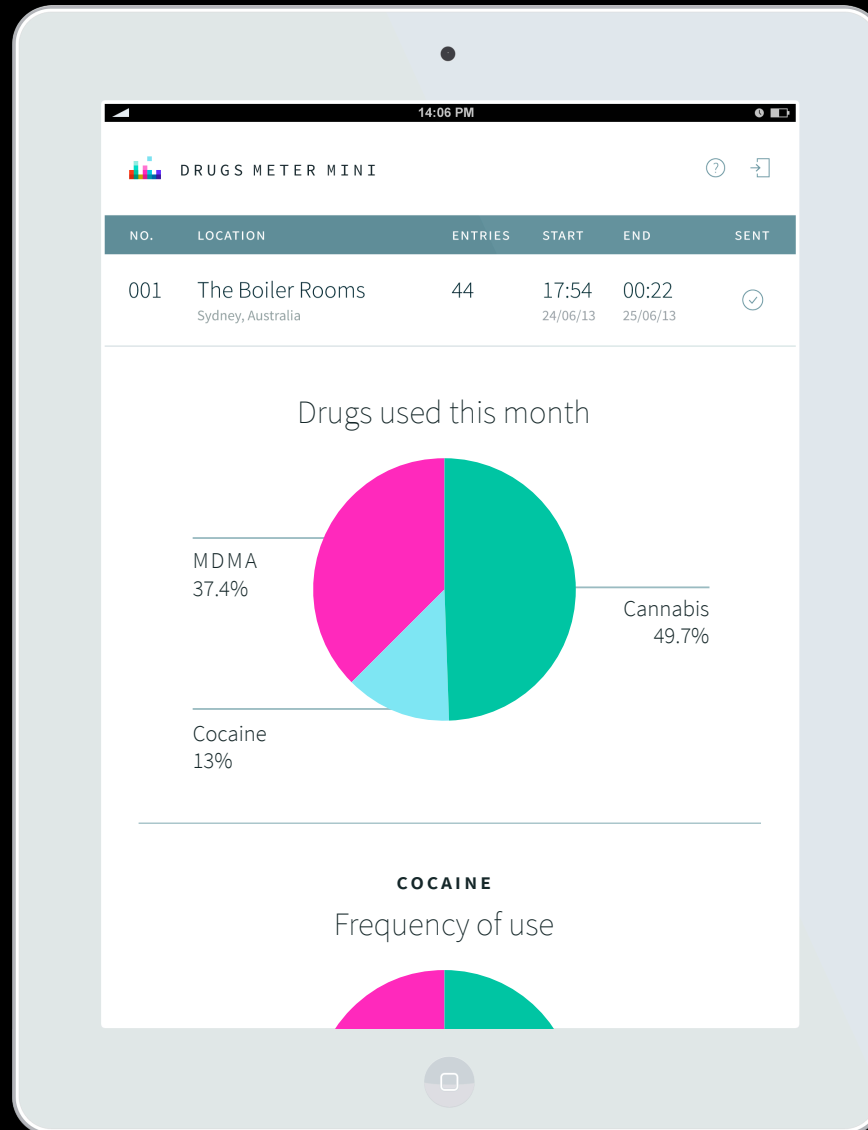 14:06 PM
DRUGS METER MINI
?
NO. LOCATION ENTRIES START END SENT
001 The Boiler Rooms 44 17:54 00:22
Sydney, Australia 24/06/13 25/06/13
Drugs used this month
MDMA
37.4%
Cannabis
49.7%
Cocaine
13%
COCAINE
Frequency of use